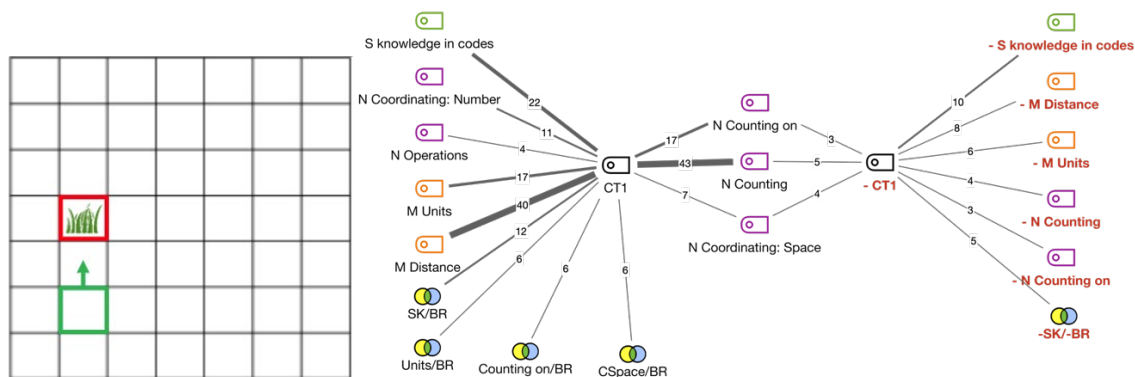 S knowledge in codes
N Coordinating: Number
N Operations
M Units
M Distance
SK/BR
Units/BR
Counting on/BR
CSpace/BR
22
11
4
17
40
12
6
6
6
CT1
17
43
7
N Counting on
N Counting
N Coordinating: Space
3
5
4
- CT1
10
8
6
4
3
5
- S knowledge in codes
- M Distance
- M Units
- N Counting
- N Counting on
-SK/-BR